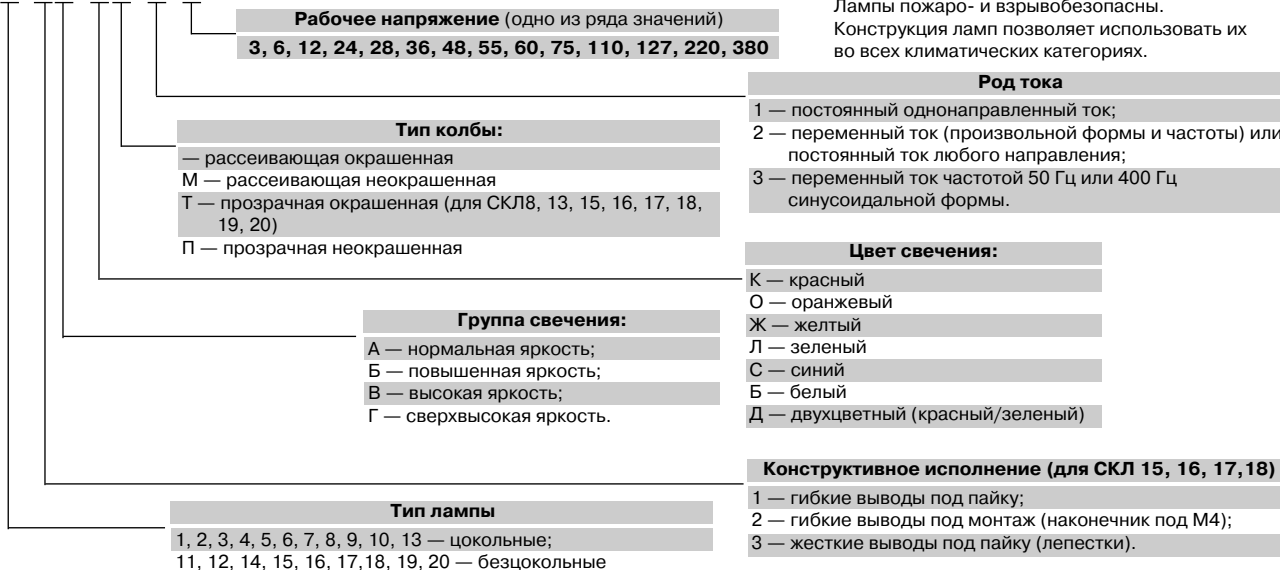 Лампы пожаро- и взрывобезопасны.
Конструкция ламп позволяет использовать их
во всех климатических категориях.
Рабочее напряжение (одно из ряда значений)
3, 6, 12, 24, 28, 36, 48, 55, 60, 75, 110, 127, 220, 380
Род тока
1 — постоянный однонаправленный ток;
2 — переменный ток (произвольной формы и частоты) или
постоянный ток любого направления;
3 — переменный ток частотой 50 Гц или 400 Гц
синусоидальной формы.
Тип колбы:
— рассеивающая окрашенная
М — рассеивающая неокрашенная
Т — прозрачная окрашенная (для СКЛ8, 13, 15, 16, 17, 18,
19, 20)
П — прозрачная неокрашенная
Цвет свечения:
К — красный
О — оранжевый
Ж — желтый
Л — зеленый
С — синий
Б — белый
Д — двухцветный (красный/зеленый)
Группа свечения:
А — нормальная яркость;
Б — повышенная яркость;
В — высокая яркость;
Г — сверхвысокая яркость.
Конструктивное исполнение (для СКЛ 15, 16, 17,18)
1 — гибкие выводы под пайку;
2 — гибкие выводы под монтаж (наконечник под М4);
3 — жесткие выводы под пайку (лепестки).
Тип лампы
1, 2, 3, 4, 5, 6, 7, 8, 9, 10, 13 — цокольные;
11, 12, 14, 15, 16, 17,18, 19, 20 — безцокольные